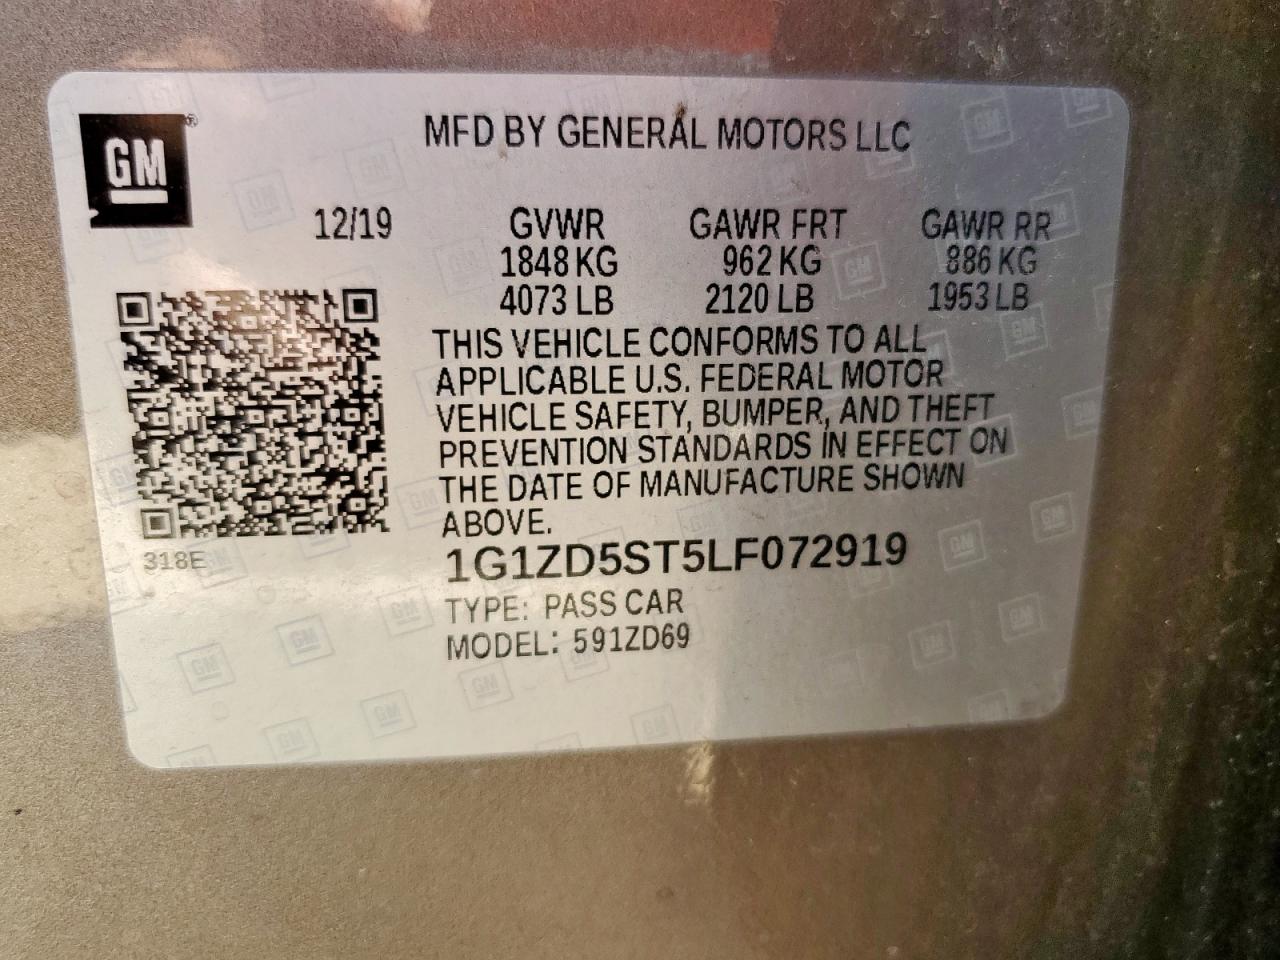 GM®
MFD BY GENERAL MOTORS LLC
12/19 GVWR GAWR FRT GAWR RR
1848 KG 962 KG 886 KG
4073 LB 2120 LB 1953 LB
THIS VEHICLE CONFORMS TO ALL
APPLICABLE U.S. FEDERAL MOTOR
VEHICLE SAFETY, BUMPER, AND THEFT
PREVENTION STANDARDS IN EFFECT ON
THE DATE OF MANUFACTURE SHOWN
ABOVE.
318E
1G1ZD5ST5LF072919
TYPE: PASS CAR
MODEL: 591ZD69